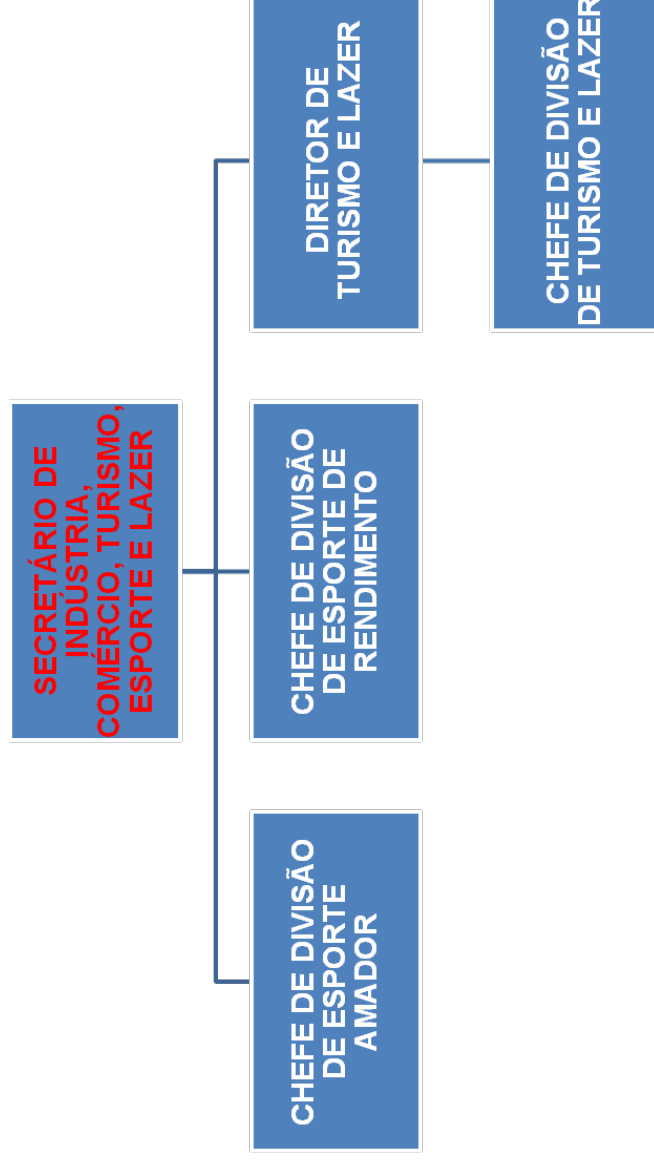 SECRETÁRIO DE
INDÚSTRIA,
COMÉRCIO, TURISMO,
ESPORTE E LAZER
CHEFE DE DIVISÃO
DE ESPORTE
AMADOR
CHEFE DE DIVISÃO
DE ESPORTE DE
RENDIMENTO
DIRETOR DE
TURISMO E LAZER
CHEFE DE DIVISÃO
DE TURISMO E LAZER